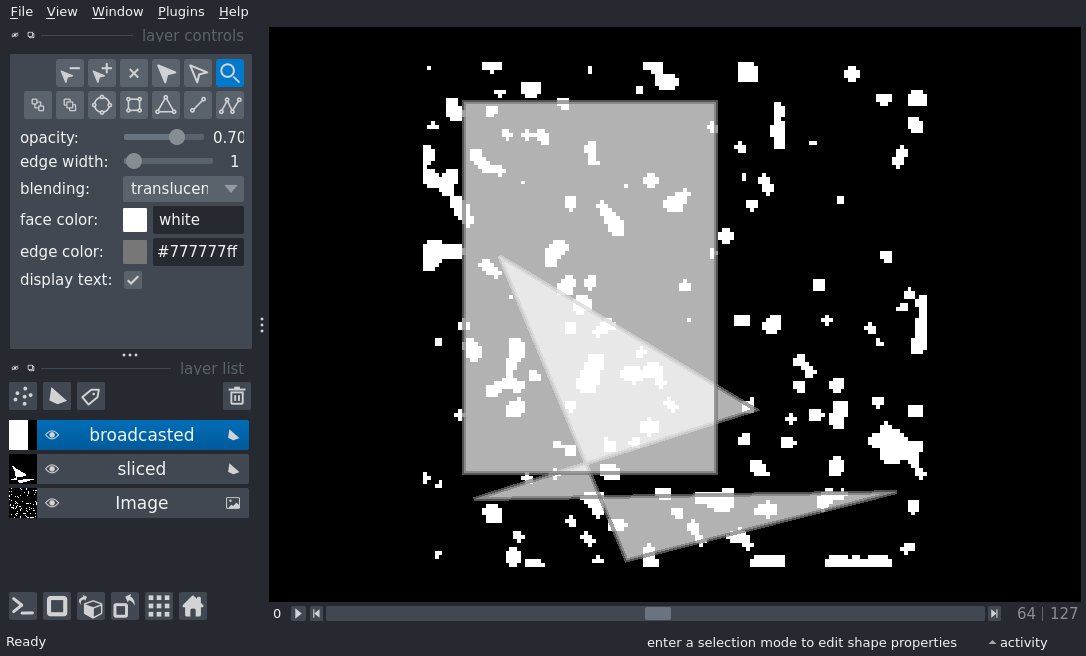 File View Window Plugins Help
layer controls
opacity: 0.70
edge width: 1
blending: translucen
face color: white
edge color: #777777ff
display text:
layer list
broadcasted
sliced
Image
0 64 | 127
Ready enter a selection mode to edit shape properties activity